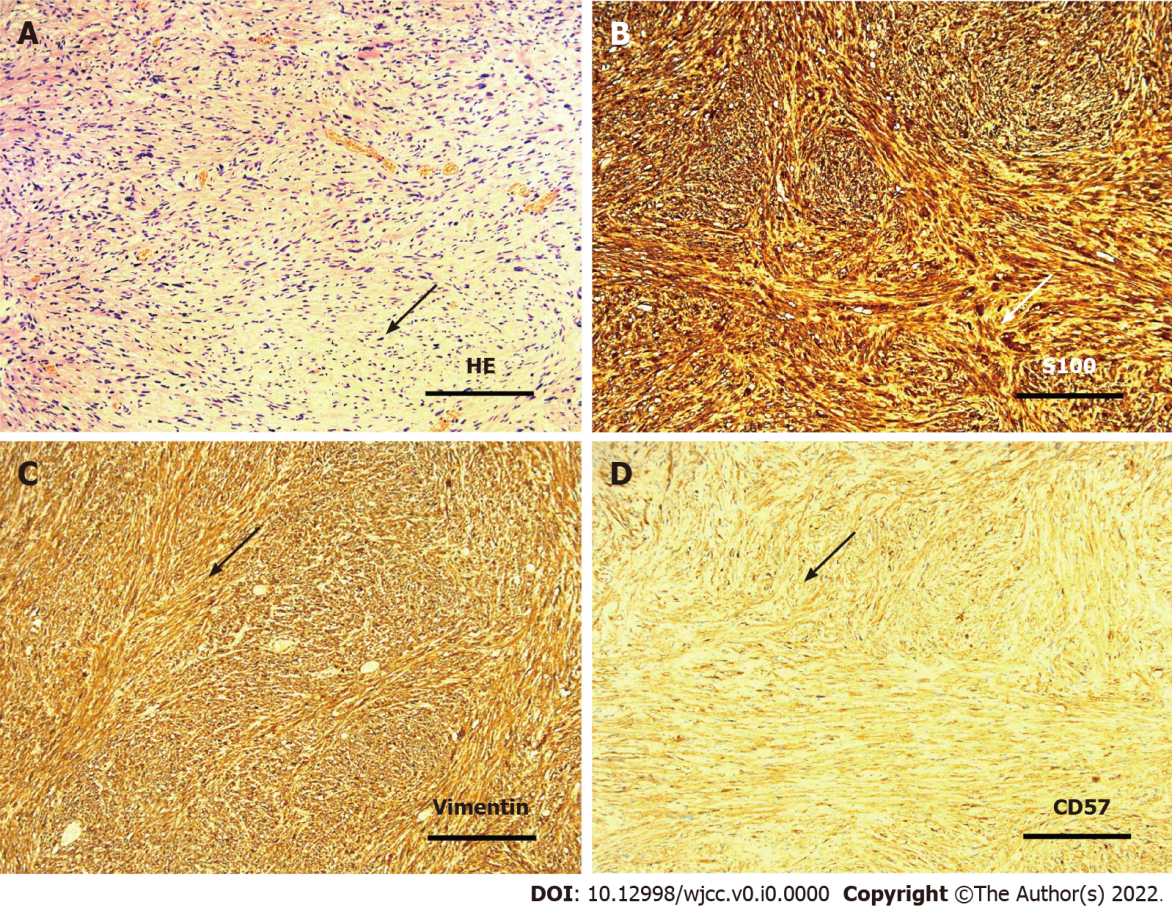 A
B
HE
S100
C
D
Vimentin
CD57
DOI: 10.12998/wjcc.v0.i0.0000 Copyright ©The Author(s) 2022.